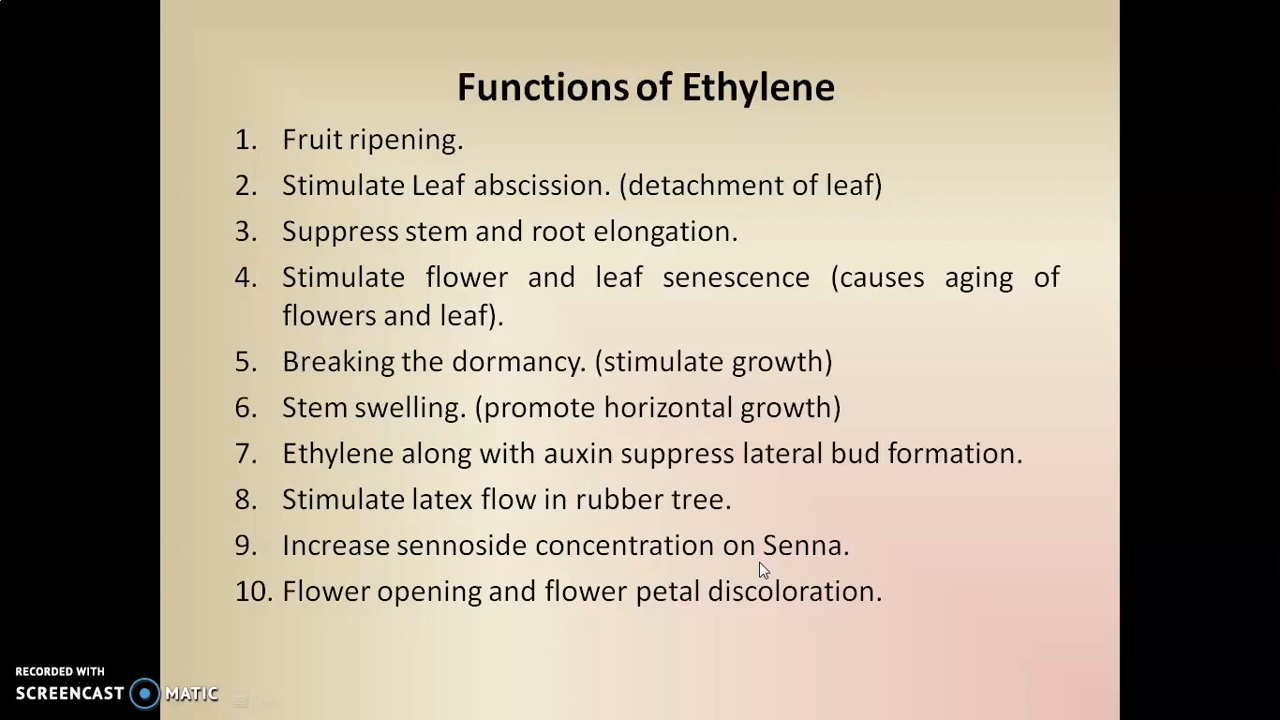 Functions of Ethylene
1. Fruit ripening.
2. Stimulate Leaf abscission. (detachment of leaf)
3. Suppress stem and root elongation.
4. Stimulate flower and leaf senescence (causes aging of
flowers and leaf).
5. Breaking the dormancy. (stimulate growth)
6. Stem swelling. (promote horizontal growth)
7. Ethylene along with auxin suppress lateral bud formation.
8. Stimulate latex flow in rubber tree.
9. Increase sennoside concentration on Senna.
10. Flower opening and flower petal discoloration.
RECORDED WITH
SCREENCAST MATIC